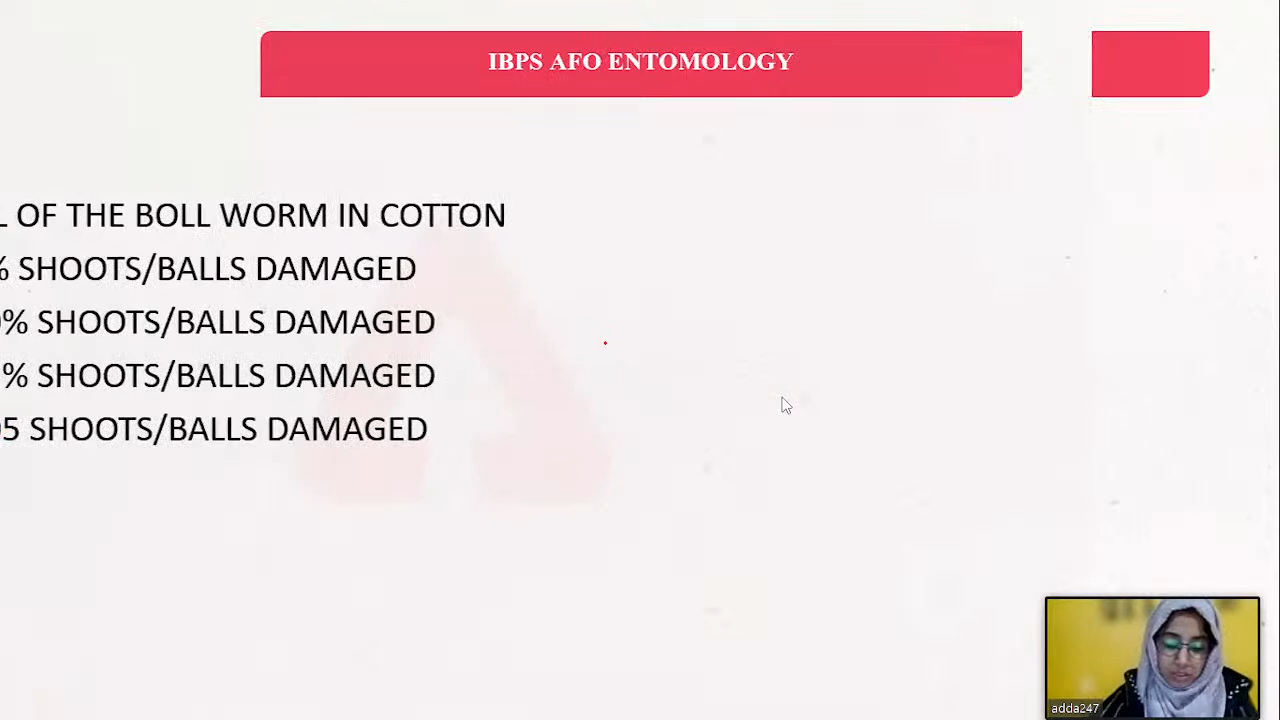 IBPS AFO ENTOMOLOGY
L OF THE BOLL WORM IN COTTON
% SHOOTS/BALLS DAMAGED
% SHOOTS/BALLS DAMAGED
% SHOOTS/BALLS DAMAGED
5 SHOOTS/BALLS DAMAGED
adda247